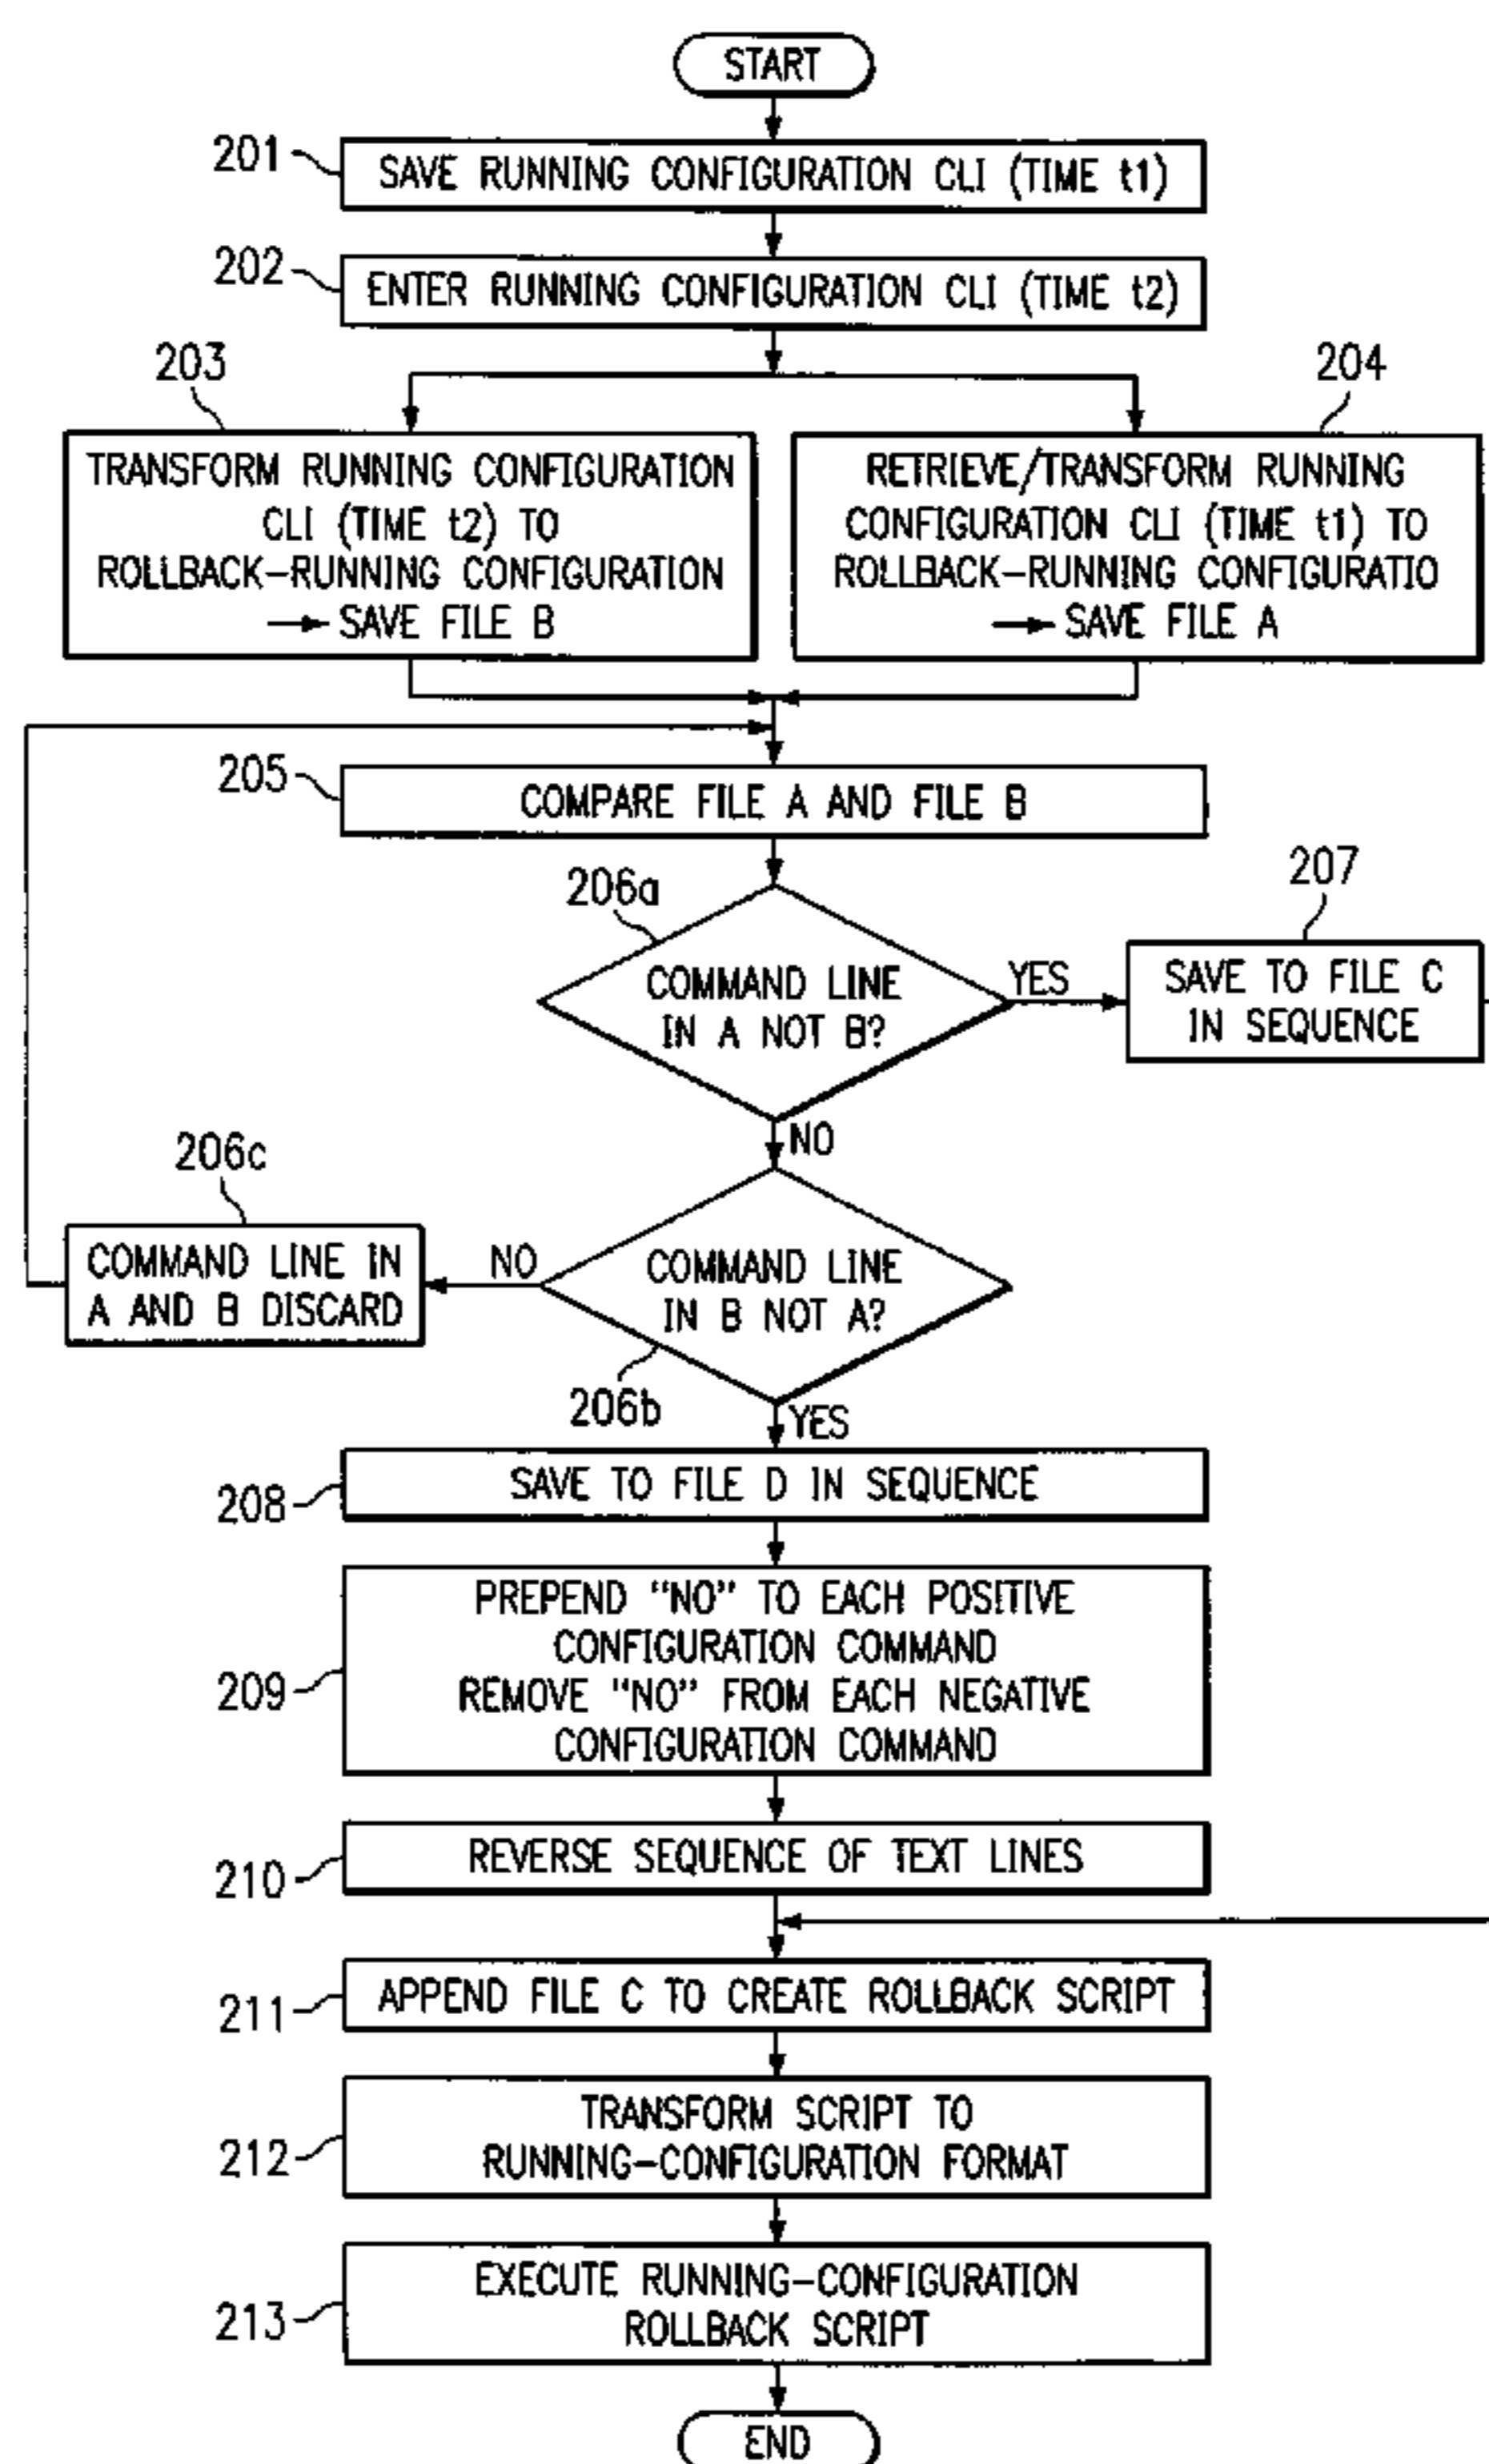 START
201
SAVE RUNNING CONFIGURATION CLI (TIME t1)
202
ENTER RUNNING CONFIGURATION CLI (TIME t2)
203
TRANSFORM RUNNING CONFIGURATION
CLI (TIME t2) TO
ROLLBACK-RUNNING CONFIGURATION
→ SAVE FILE B
204
RETRIEVE/TRANSFORM RUNNING
CONFIGURATION CLI (TIME t1) TO
ROLLBACK-RUNNING CONFIGURATIO
→ SAVE FILE A
205
COMPARE FILE A AND FILE B
206a
COMMAND LINE
IN A NOT B?
YES
207
SAVE TO FILE C
IN SEQUENCE
NO
206b
COMMAND LINE
IN B NOT A?
NO
206c
COMMAND LINE IN
A AND B DISCARD
YES
208
SAVE TO FILE D IN SEQUENCE
209
PREPEND "NO" TO EACH POSITIVE
CONFIGURATION COMMAND
REMOVE "NO" FROM EACH NEGATIVE
CONFIGURATION COMMAND
210
REVERSE SEQUENCE OF TEXT LINES
211
APPEND FILE C TO CREATE ROLLBACK SCRIPT
212
TRANSFORM SCRIPT TO
RUNNING-CONFIGURATION FORMAT
213
EXECUTE RUNNING-CONFIGURATION
ROLLBACK SCRIPT
END